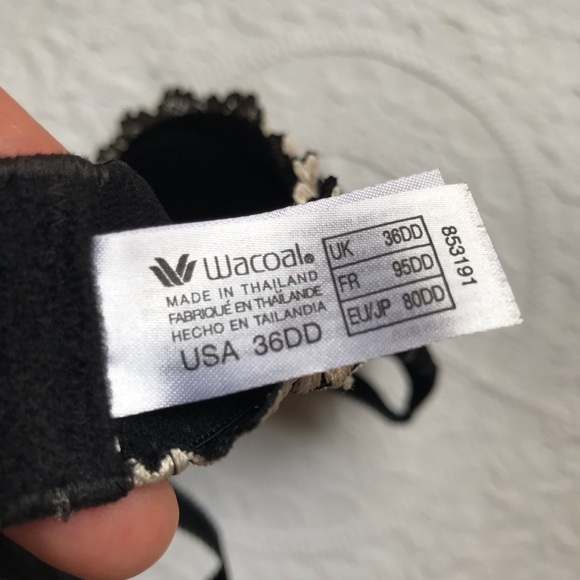 Wacoal®
MADE IN THAILAND
FABRIQUÉ EN THAÏLANDE
HECHO EN TAILANDIA
USA 36DD
UK 36DD
FR 95DD
EU/JP 80DD
853191